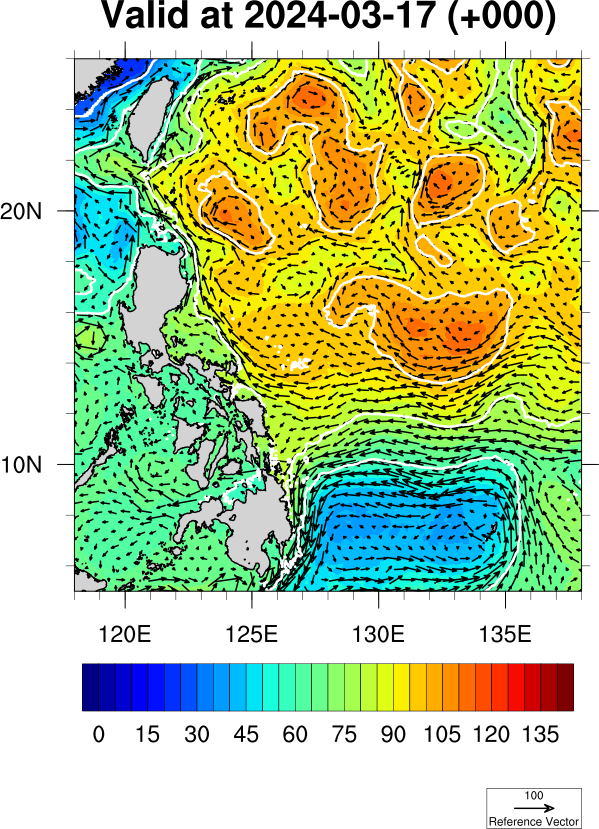 Valid at 2024-03-17 (+000)
20N
10N
120E 125E 130E 135E
0 15 30 45 60 75 90 105 120 135
100
Reference Vector